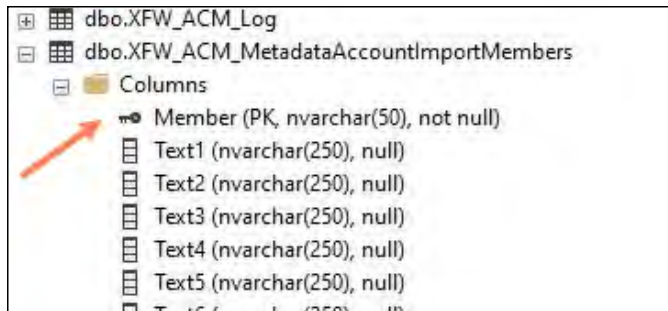 dbo.XFW_ACM_Log
dbo.XFW_ACM_MetadataAccountImportMembers
Columns
Member (PK, nvarchar(50), not null)
Text1 (nvarchar(250), null)
Text2 (nvarchar(250), null)
Text3 (nvarchar(250), null)
Text4 (nvarchar(250), null)
Text5 (nvarchar(250), null)